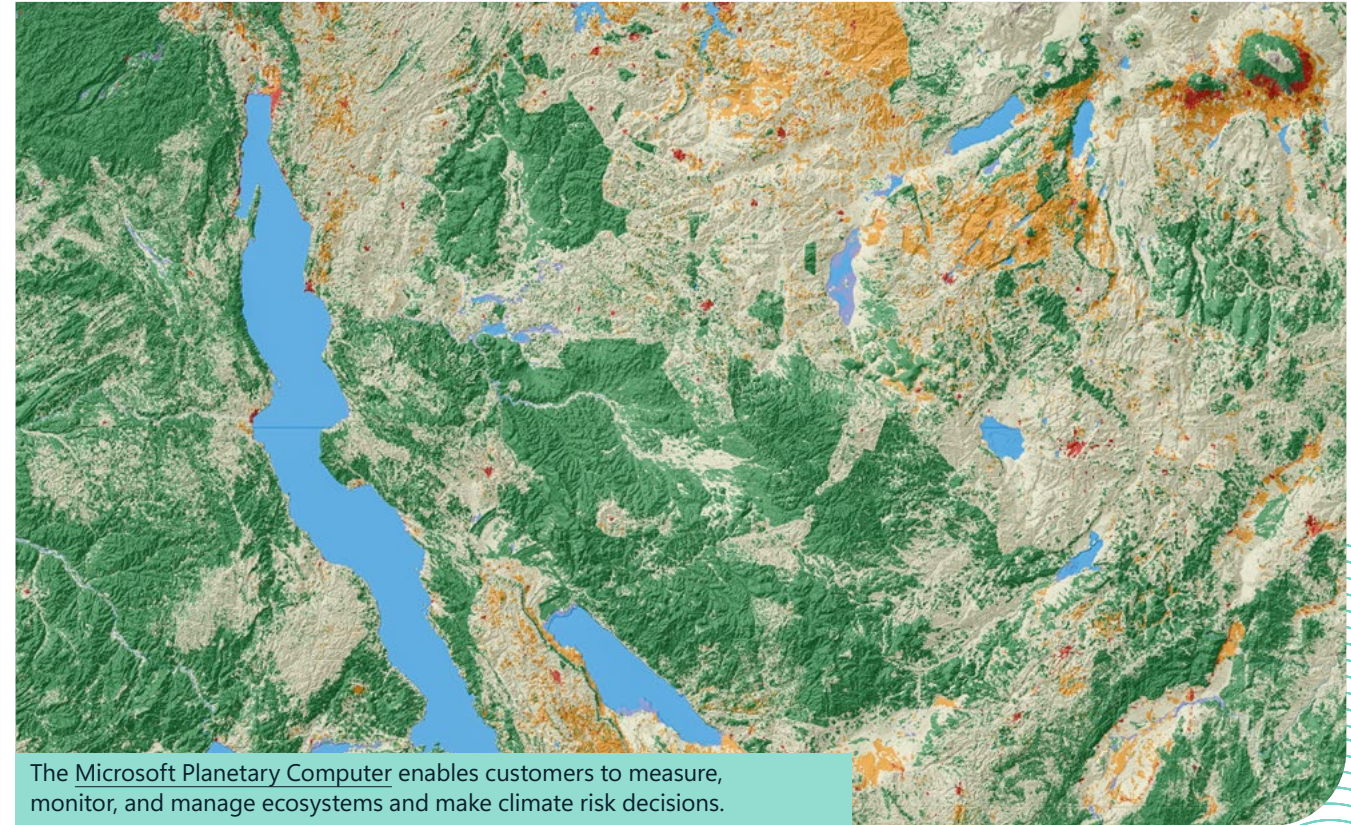 The Microsoft Planetary Computer enables customers to measure,
monitor, and manage ecosystems and make climate risk decisions.